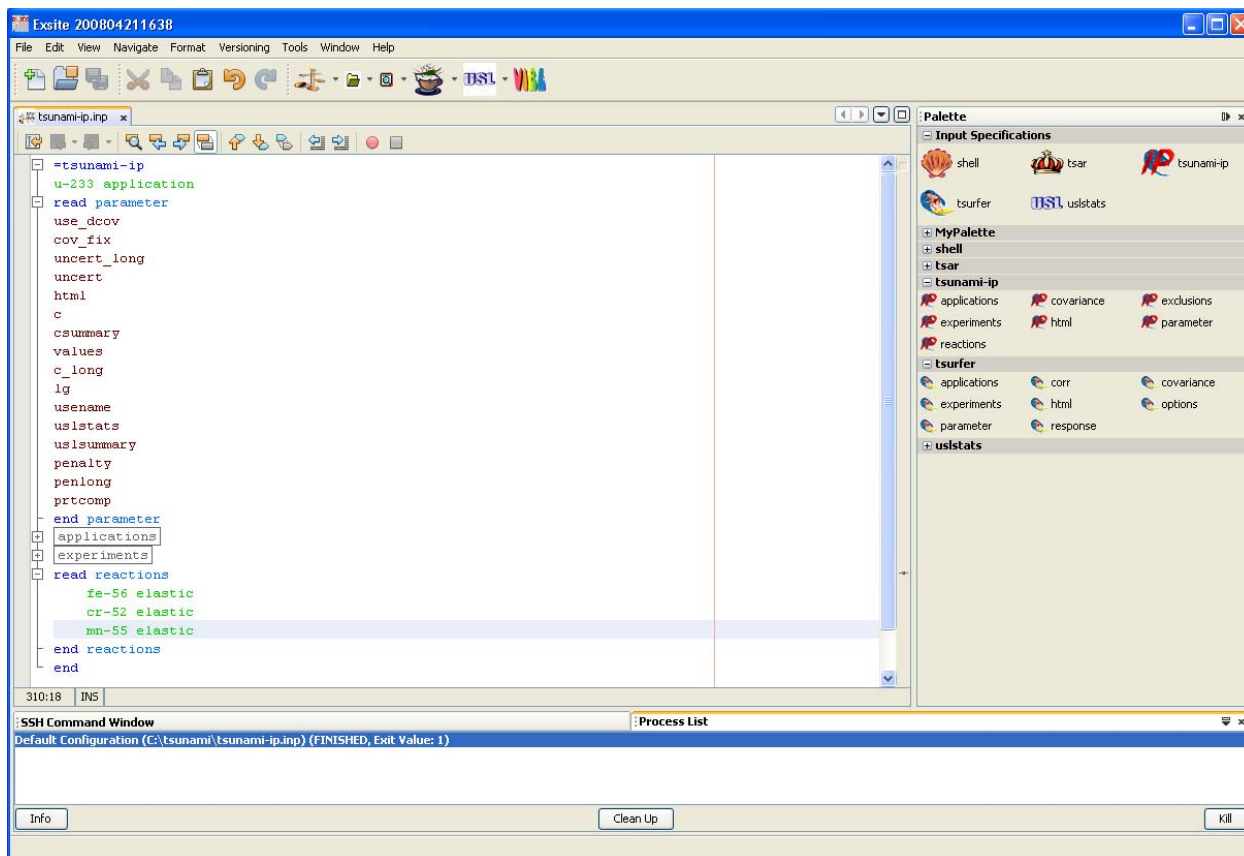 Exsite 200804211638
File Edit View Navigate Format Versioning Tools Window Help
USL
tsunami-ip.inp x
=tsunami-ip
u-233 application
read parameter
use_dcov
cov_fix
uncert_long
uncert
html
c
csummary
values
c_long
lg
usename
uslstats
uslsummary
penalty
penlong
prtcomp
end parameter
applications
experiments
read reactions
fe-56 elastic
cr-52 elastic
mn-55 elastic
end reactions
end
310:18 INS
Palette
Input Specifications
shell tsar tsunami-ip
tsurfer USL uslstats
MyPalette
shell
tsar
tsunami-ip
applications covariance exclusions
experiments html parameter
reactions
tsurfer
applications corr covariance
experiments html options
parameter response
uslstats
SSH Command Window
Process List
Default Configuration (C:\tsunami\tsunami-ip.inp) (FINISHED, Exit Value: 1)
Info Clean Up Kill